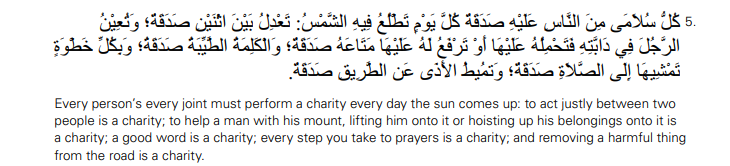 5. كُلُّ سُلَامَى مِنَ النَّاسِ عَلَيْهِ صَدَقَةٌ كُلَّ يَوْمٍ تَطْلُعُ فِيهِ الشَّمْسُ: تَعْدِلُ بَيْنَ اثْنَيْنِ صَدَقَةٌ؛ وَتُعِيْنُ
الرَّجُلَ فِي دَابَّتِهِ فَتَحْمِلُهُ عَلَيْهَا أَوْ تَرْفَعُ لَهُ عَلَيْهَا مَتَاعَهُ صَدَقَةٌ؛ وَالكَلِمَةُ الطَّيِّبَةُ صَدَقَةٌ؛ وَبِكُلِّ خَطْوَةٍ
تَمْشِيهَا إِلَى الصَّلَاةِ صَدَقَةٌ؛ وَتُمِيْطُ الأَذَى عَنِ الطَّرِيقِ صَدَقَةٌ.
Every person's every joint must perform a charity every day the sun comes up: to act justly between two
people is a charity; to help a man with his mount, lifting him onto it or hoisting up his belongings onto it is
a charity; a good word is a charity; every step you take to prayers is a charity; and removing a harmful thing
from the road is a charity.